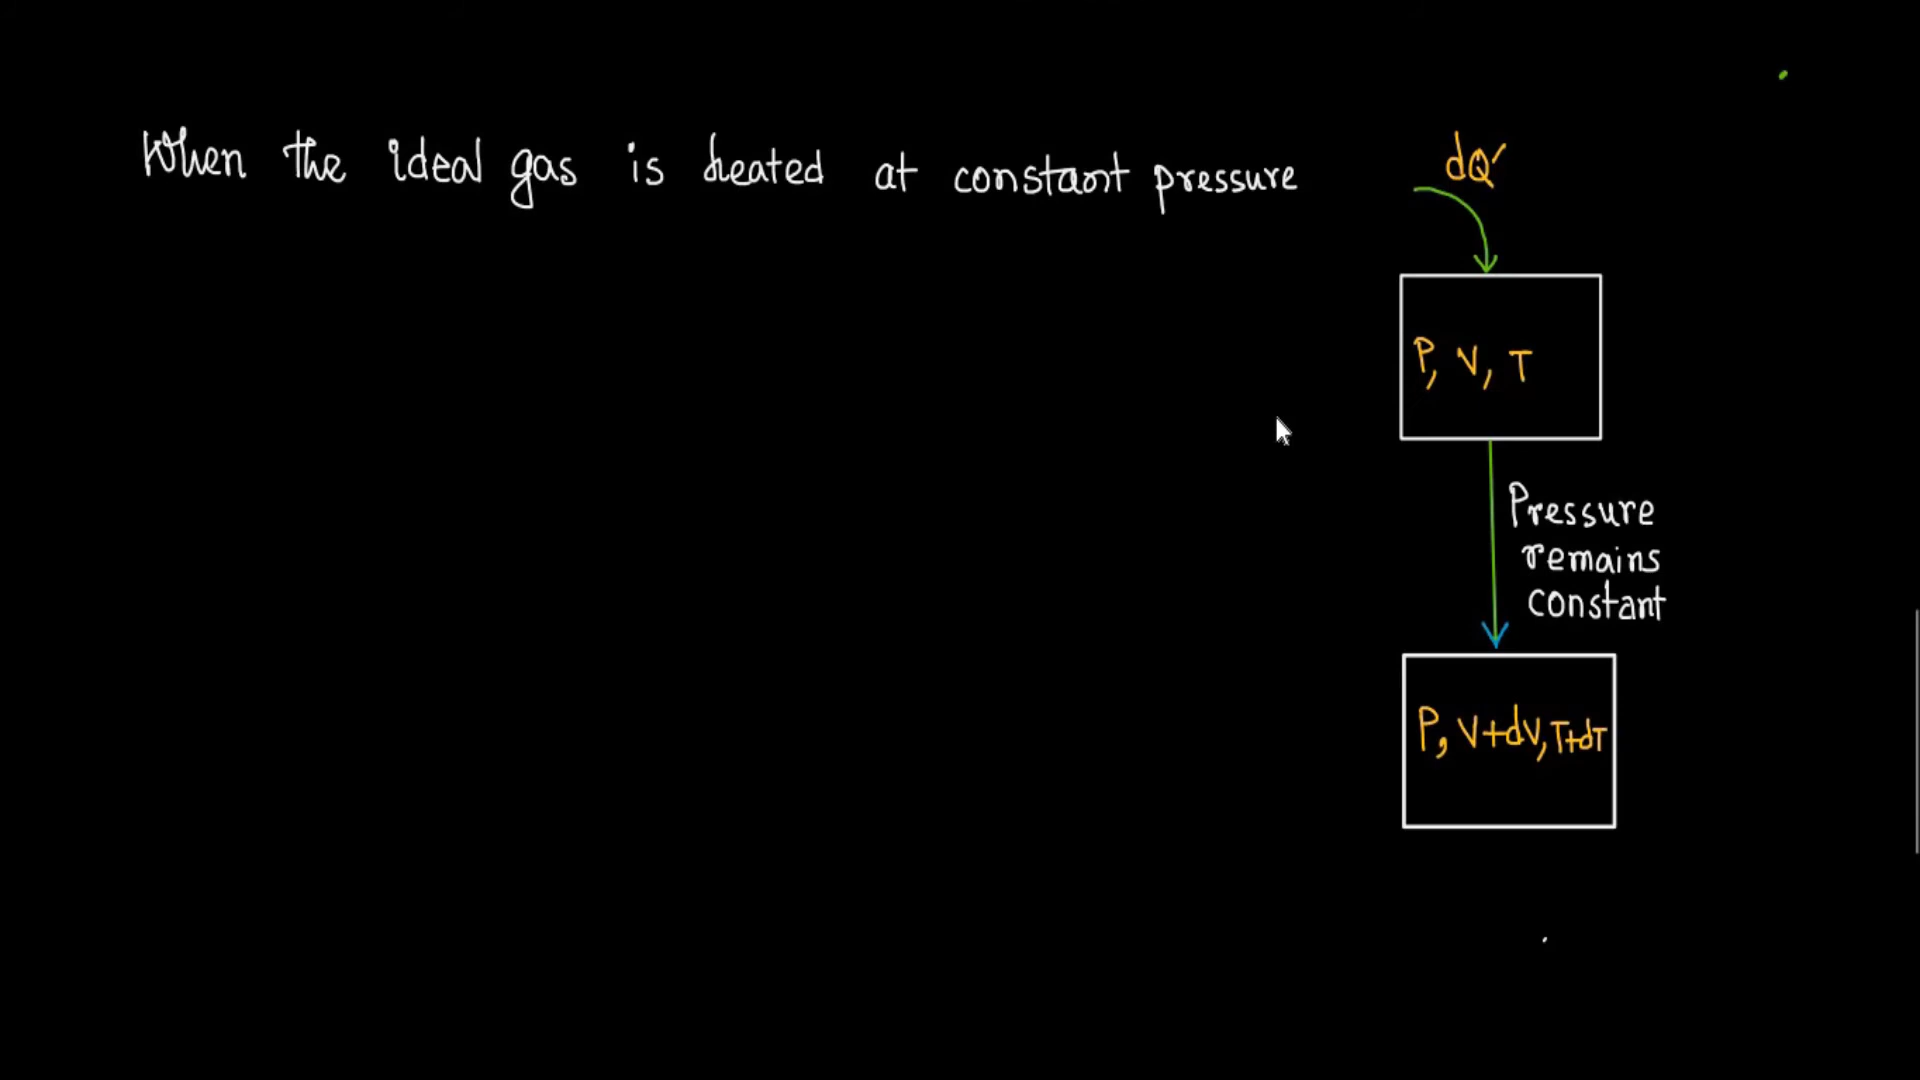 When the ideal gas is heated at constant pressure
dQ′
P, V, T
Pressure
remains
constant
P, V+dV, T+dT